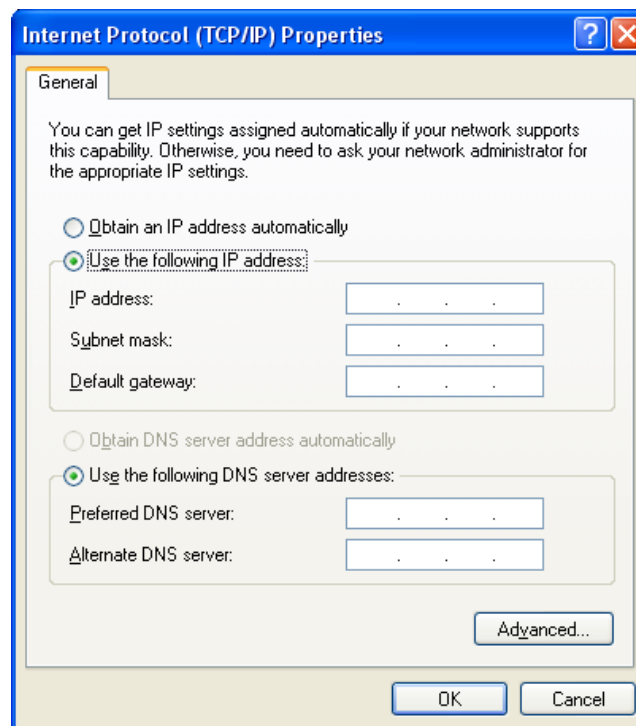 Internet Protocol (TCP/IP) Properties
General
You can get IP settings assigned automatically if your network supports
this capability. Otherwise, you need to ask your network administrator for
the appropriate IP settings.
Obtain an IP address automatically
Use the following IP address:
IP address:
Subnet mask:
Default gateway:
Obtain DNS server address automatically
Use the following DNS server addresses:
Preferred DNS server:
Alternate DNS server:
Advanced...
OK Cancel